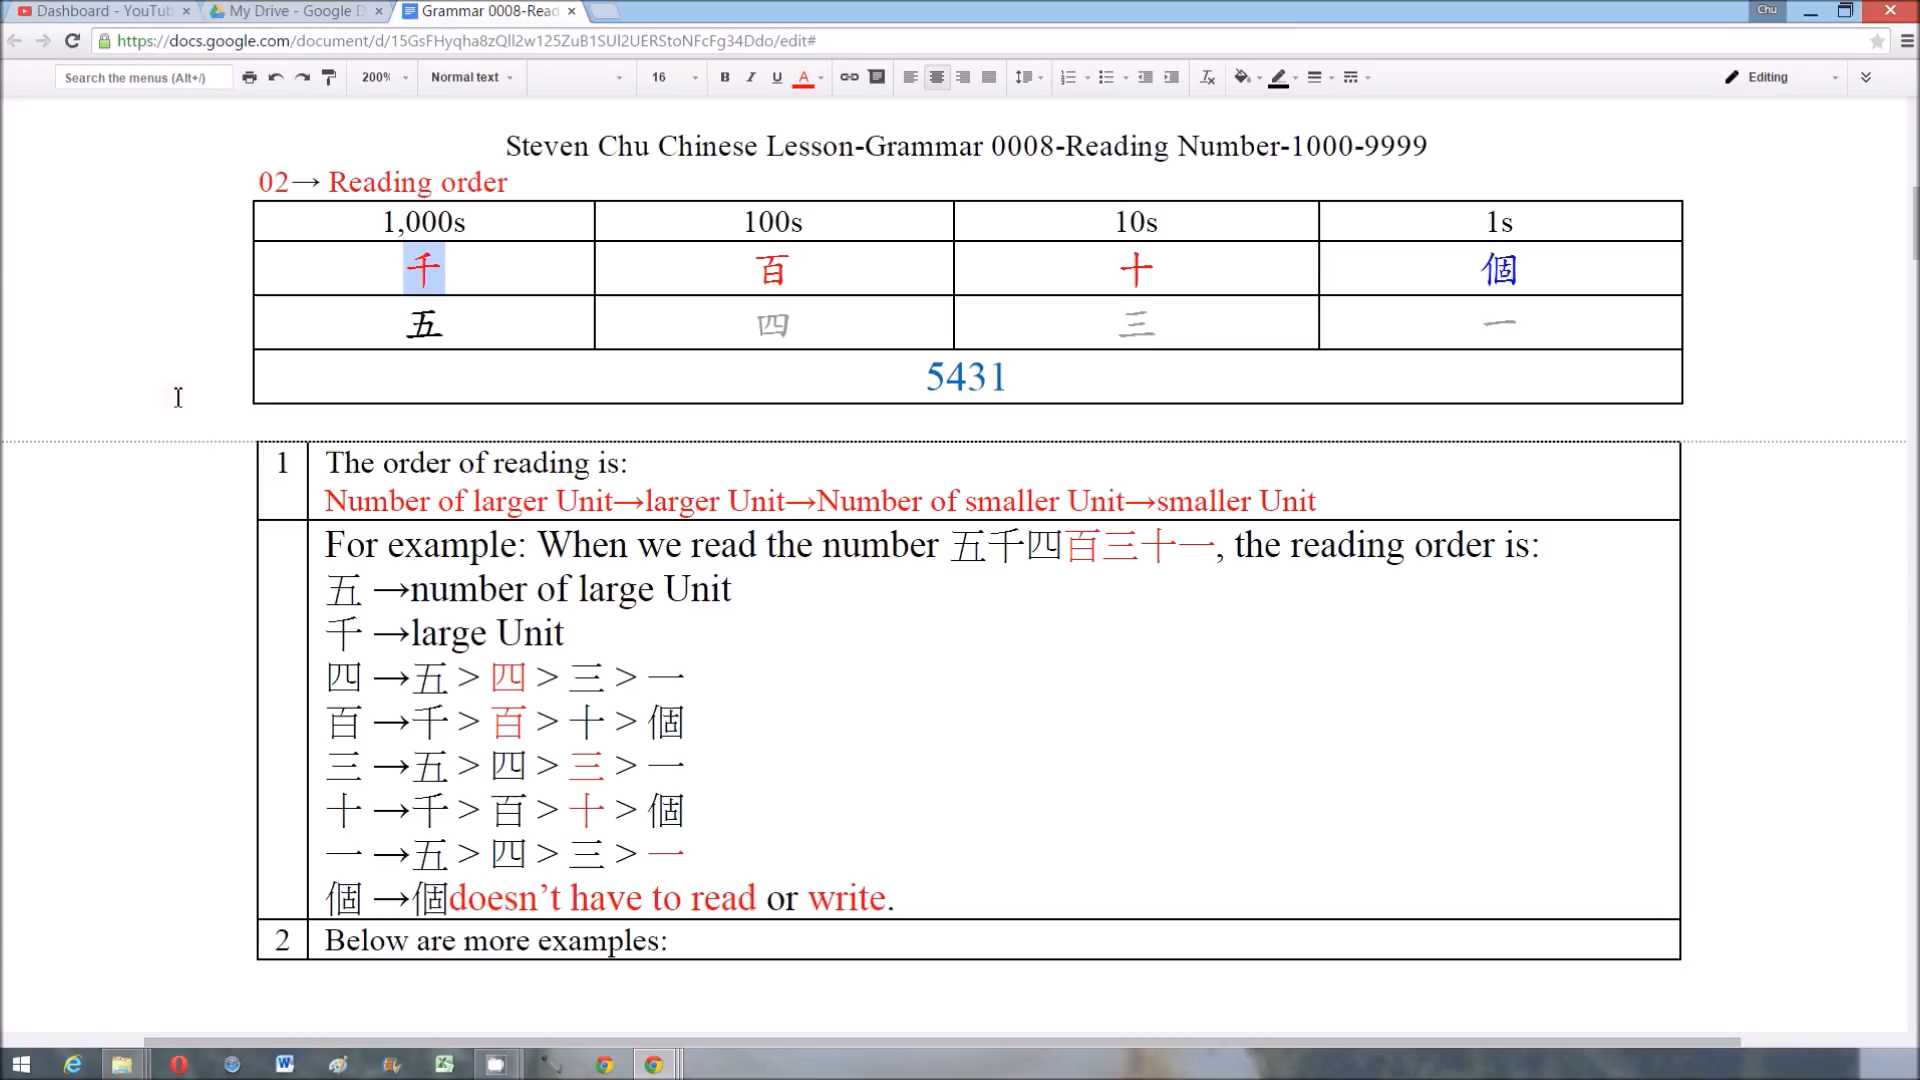 Dashboard - YouTub
My Drive - Google D
Grammar 0008-Read
Chu
https://docs.google.com/document/d/15GsFHyqha8zQll2w125ZuB1SUl2UERStoNFcFg34Ddo/edit#
Search the menus (Alt+/)
200%
Normal text
16
B I U A
Editing
Steven Chu Chinese Lesson-Grammar 0008-Reading Number-1000-9999
02→ Reading order
1,000s 100s 10s 1s
千 百 十 個
五 四 三 一
5431
1 The order of reading is:
Number of larger Unit→larger Unit→Number of smaller Unit→smaller Unit
For example: When we read the number 五千四百三十一, the reading order is:
五 →number of large Unit
千 →large Unit
四 →五 > 四 > 三 > 一
百 →千 > 百 > 十 > 個
三 →五 > 四 > 三 > 一
十 →千 > 百 > 十 > 個
一 →五 > 四 > 三 > 一
個 →個doesn’t have to read or write.
2 Below are more examples: